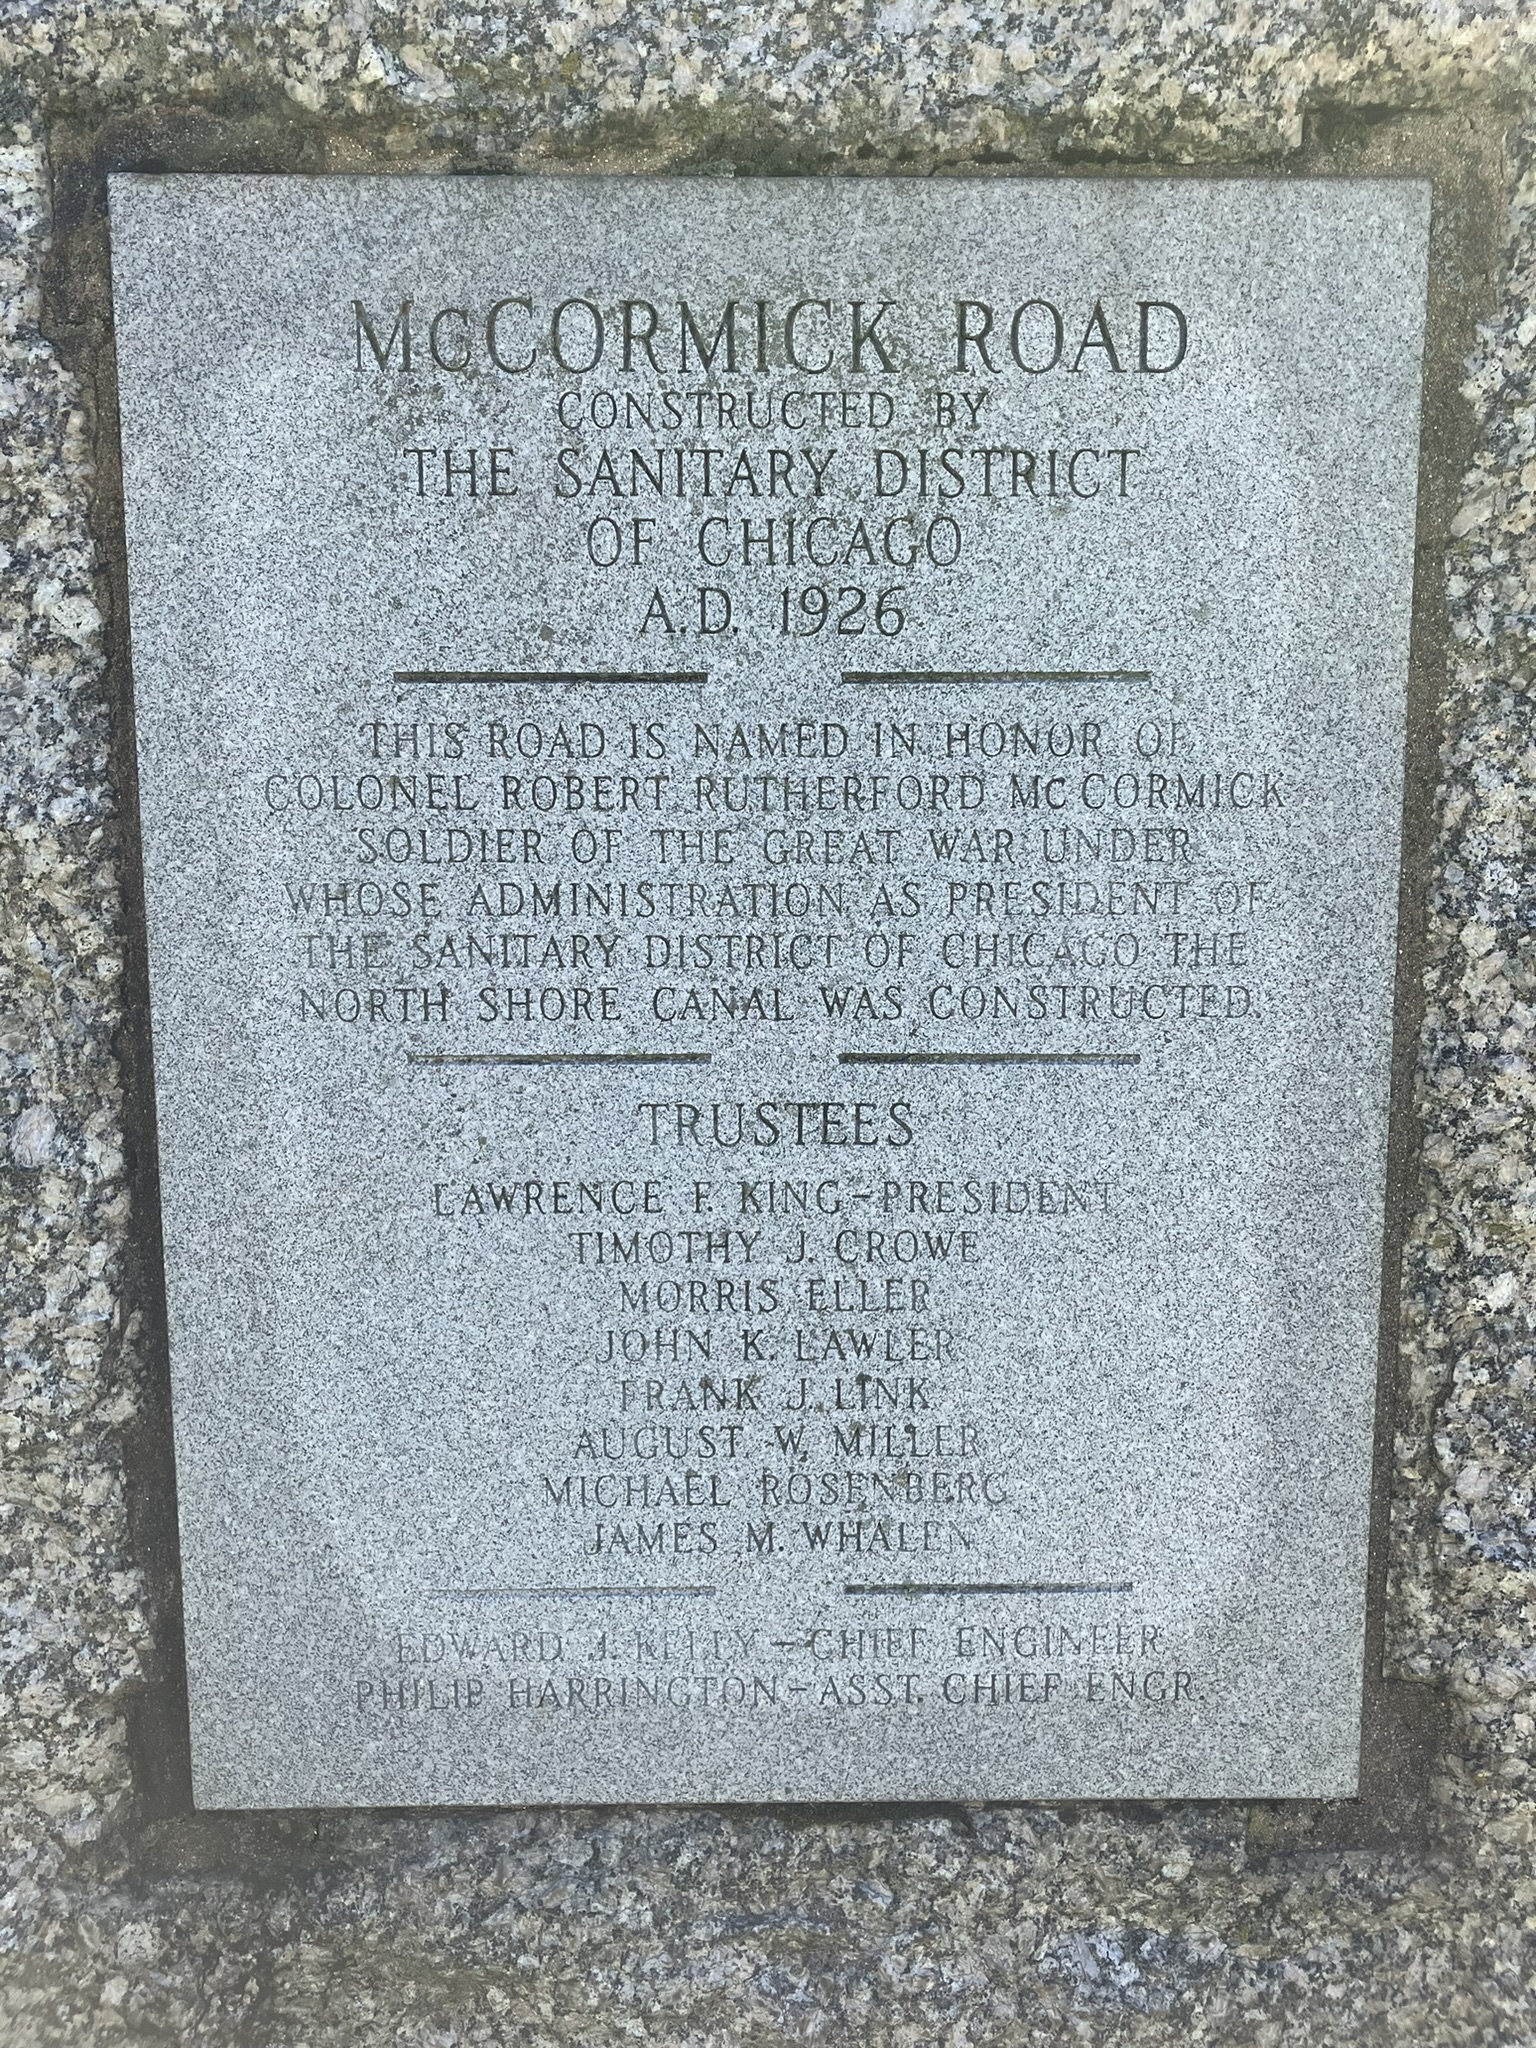 McCORMICK ROAD
CONSTRUCTED BY
THE SANITARY DISTRICT
OF CHICAGO
A.D. 1926
THIS ROAD IS NAMED IN HONOR OF
COLONEL ROBERT RUTHERFORD McCORMICK
SOLDIER OF THE GREAT WAR UNDER
WHOSE ADMINISTRATION AS PRESIDENT OF
THE SANITARY DISTRICT OF CHICAGO THE
NORTH SHORE CANAL WAS CONSTRUCTED.
TRUSTEES
LAWRENCE F. KING-PRESIDENT
TIMOTHY J. CROWE
MORRIS ELLER
JOHN K. LAWLER
FRANK J. LINK
AUGUST W. MILLER
MICHAEL ROSENBERG
JAMES M. WHALEN
EDWARD J. KELLY-CHIEF ENGINEER
PHILIP HARRINGTON-ASST. CHIEF ENGR.